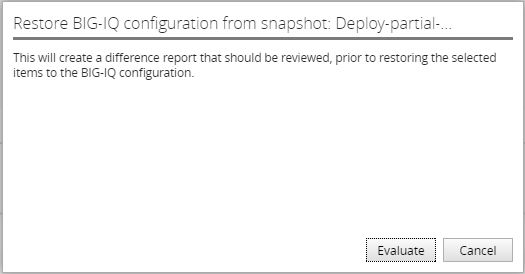 Restore BIG-IQ configuration from snapshot: Deploy-partial-...
This will create a difference report that should be reviewed, prior to restoring the selected
items to the BIG-IQ configuration.
Evaluate Cancel